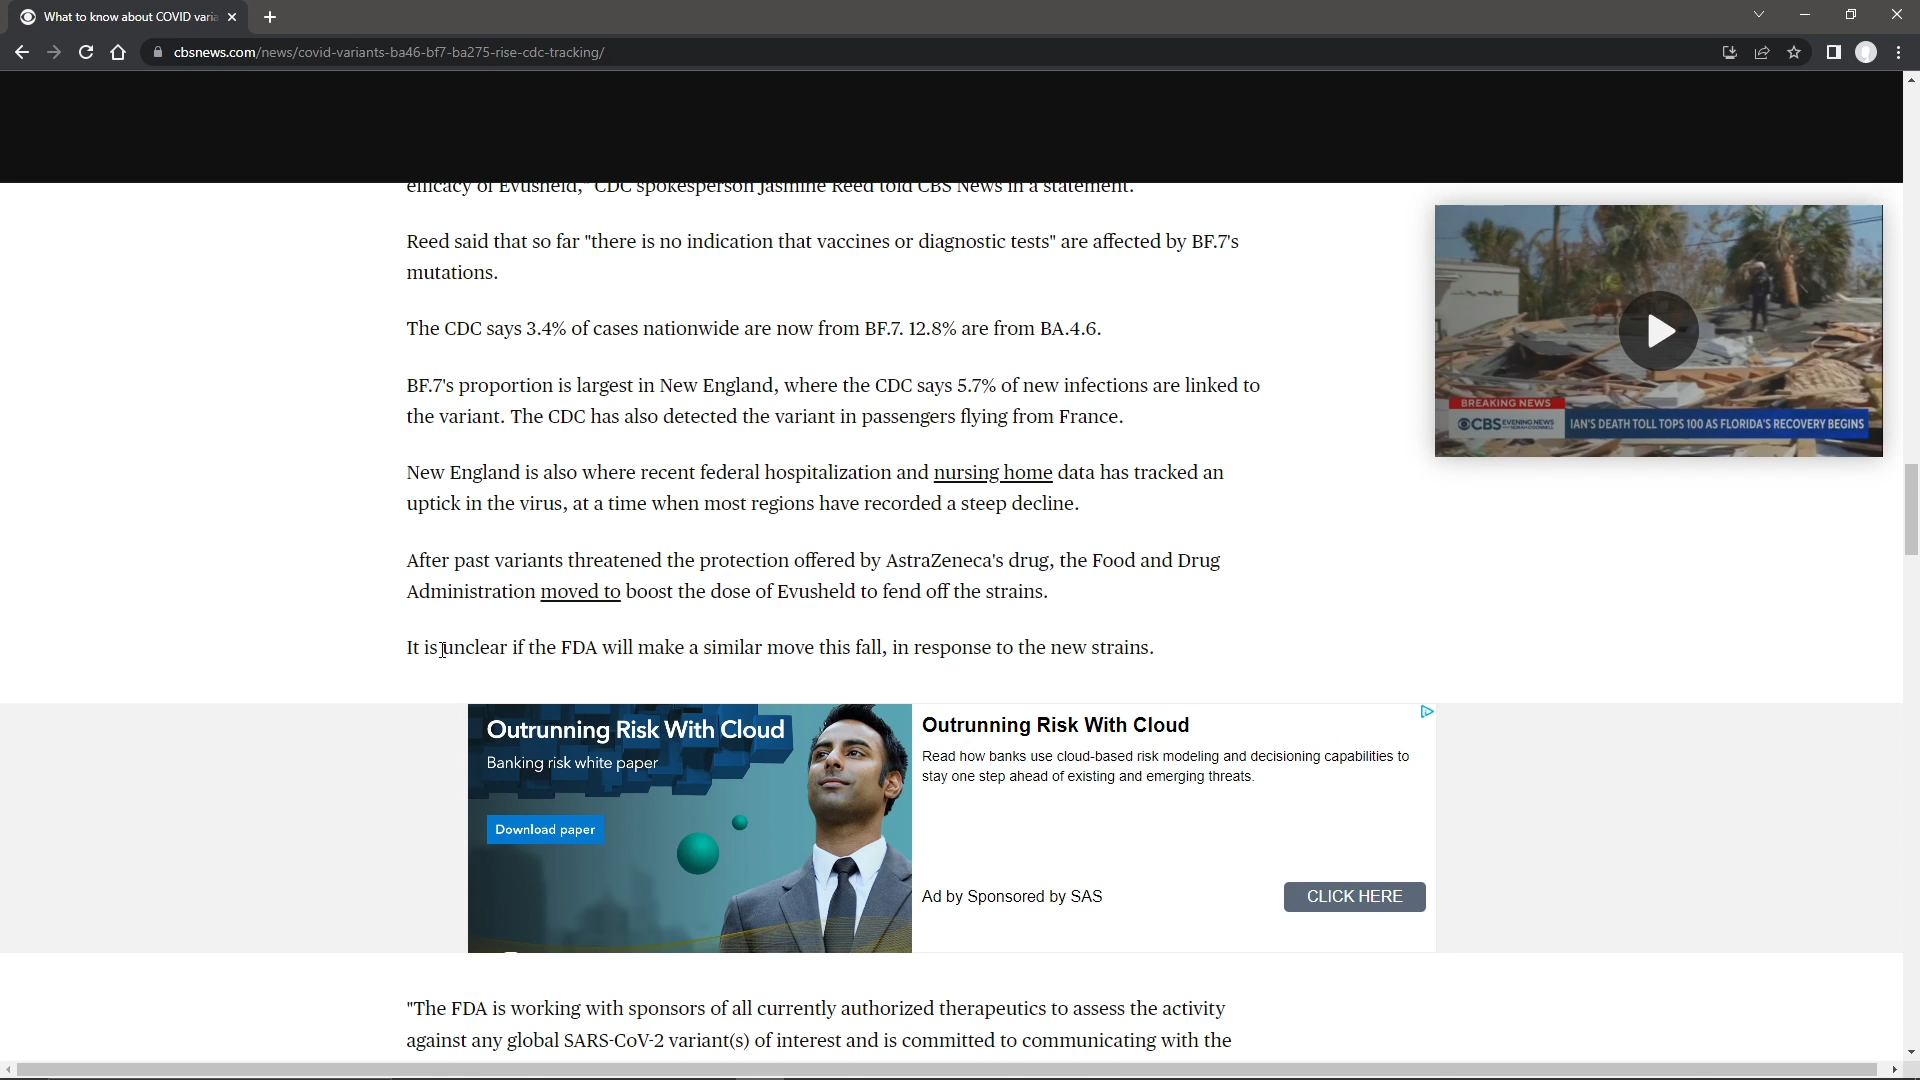 What to know about COVID varia
cbsnews.com/news/covid-variants-ba46-bf7-ba275-rise-cdc-tracking/
efficacy of Evusheld," CDC spokesperson Jasmine Reed told CBS News in a statement.
Reed said that so far "there is no indication that vaccines or diagnostic tests" are affected by BF.7's
mutations.
The CDC says 3.4% of cases nationwide are now from BF.7. 12.8% are from BA.4.6.
BF.7's proportion is largest in New England, where the CDC says 5.7% of new infections are linked to
the variant. The CDC has also detected the variant in passengers flying from France.
New England is also where recent federal hospitalization and nursing home data has tracked an
uptick in the virus, at a time when most regions have recorded a steep decline.
After past variants threatened the protection offered by AstraZeneca's drug, the Food and Drug
Administration moved to boost the dose of Evusheld to fend off the strains.
It is unclear if the FDA will make a similar move this fall, in response to the new strains.
BREAKING NEWS
CBS EVENING NEWS
IAN'S DEATH TOLL TOPS 100 AS FLORIDA'S RECOVERY BEGINS
Outrunning Risk With Cloud
Banking risk white paper
Download paper
Outrunning Risk With Cloud
Read how banks use cloud-based risk modeling and decisioning capabilities to
stay one step ahead of existing and emerging threats.
Ad by Sponsored by SAS
CLICK HERE
"The FDA is working with sponsors of all currently authorized therapeutics to assess the activity
against any global SARS-CoV-2 variant(s) of interest and is committed to communicating with the